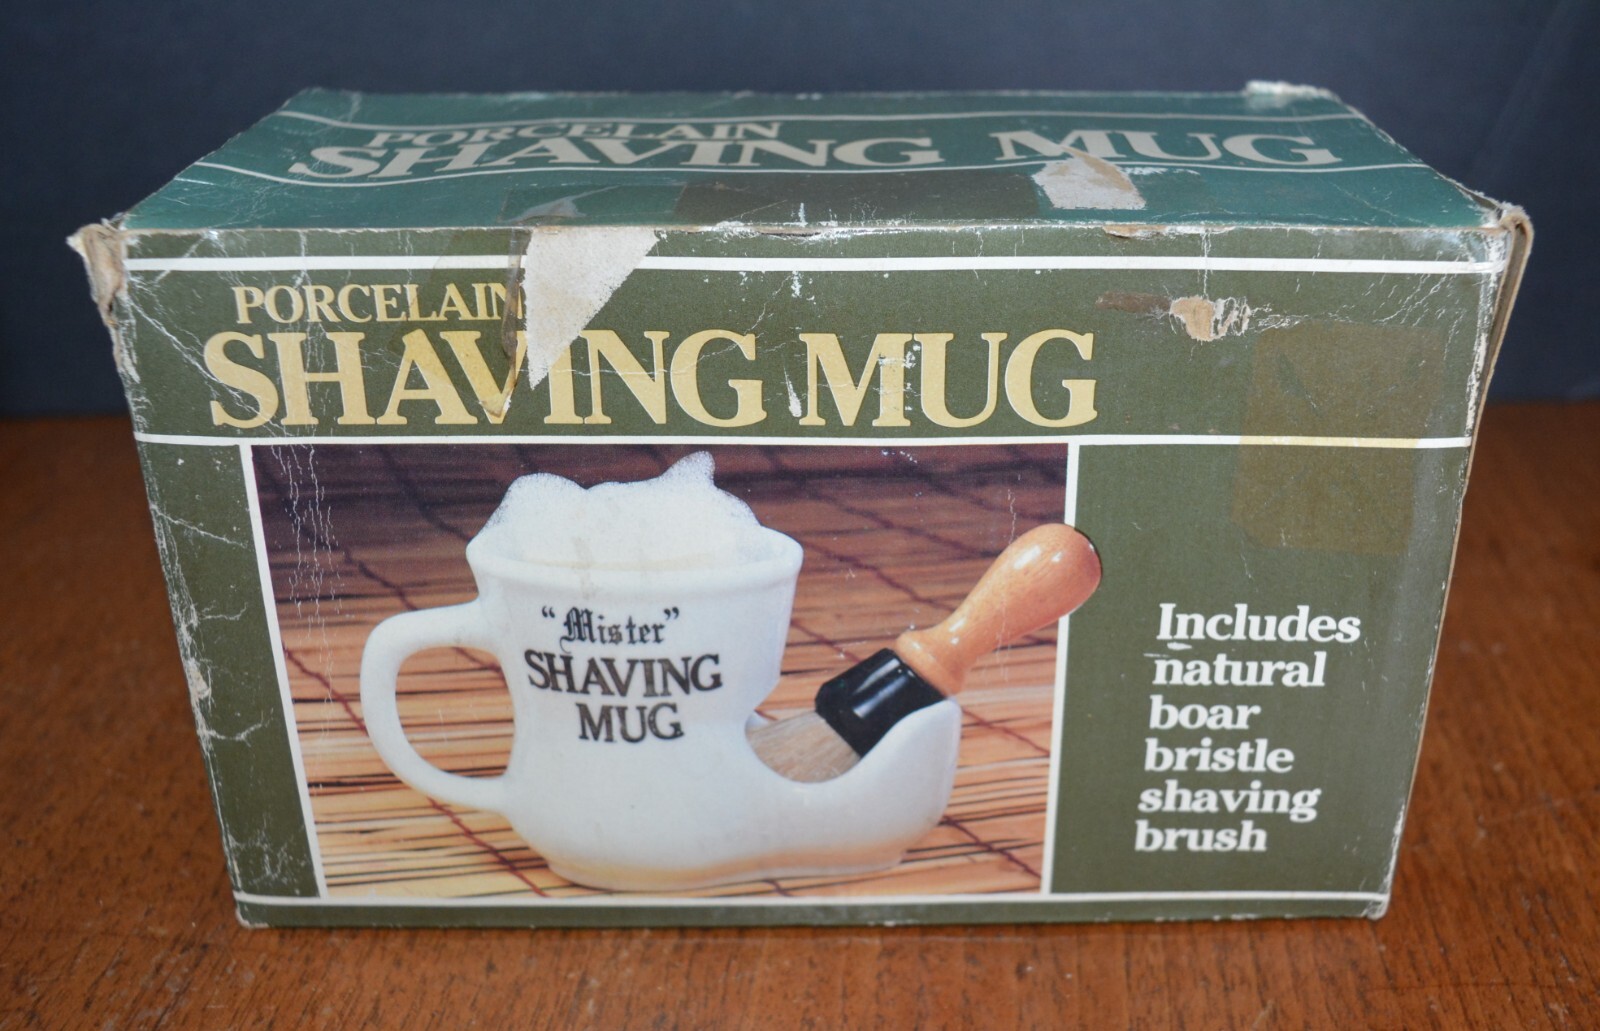 PORCELAIN
SHAVING MUG
PORCELAIN
SHAVING MUG
"Mister"
SHAVING
MUG
Includes
natural
boar
bristle
shaving
brush